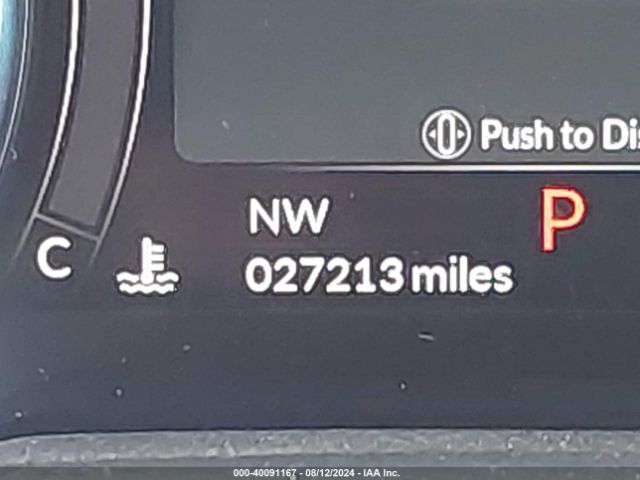 Push to Dis
NW
P
C
027213 miles
000-40091167 - 08/12/2024 - IAA Inc.